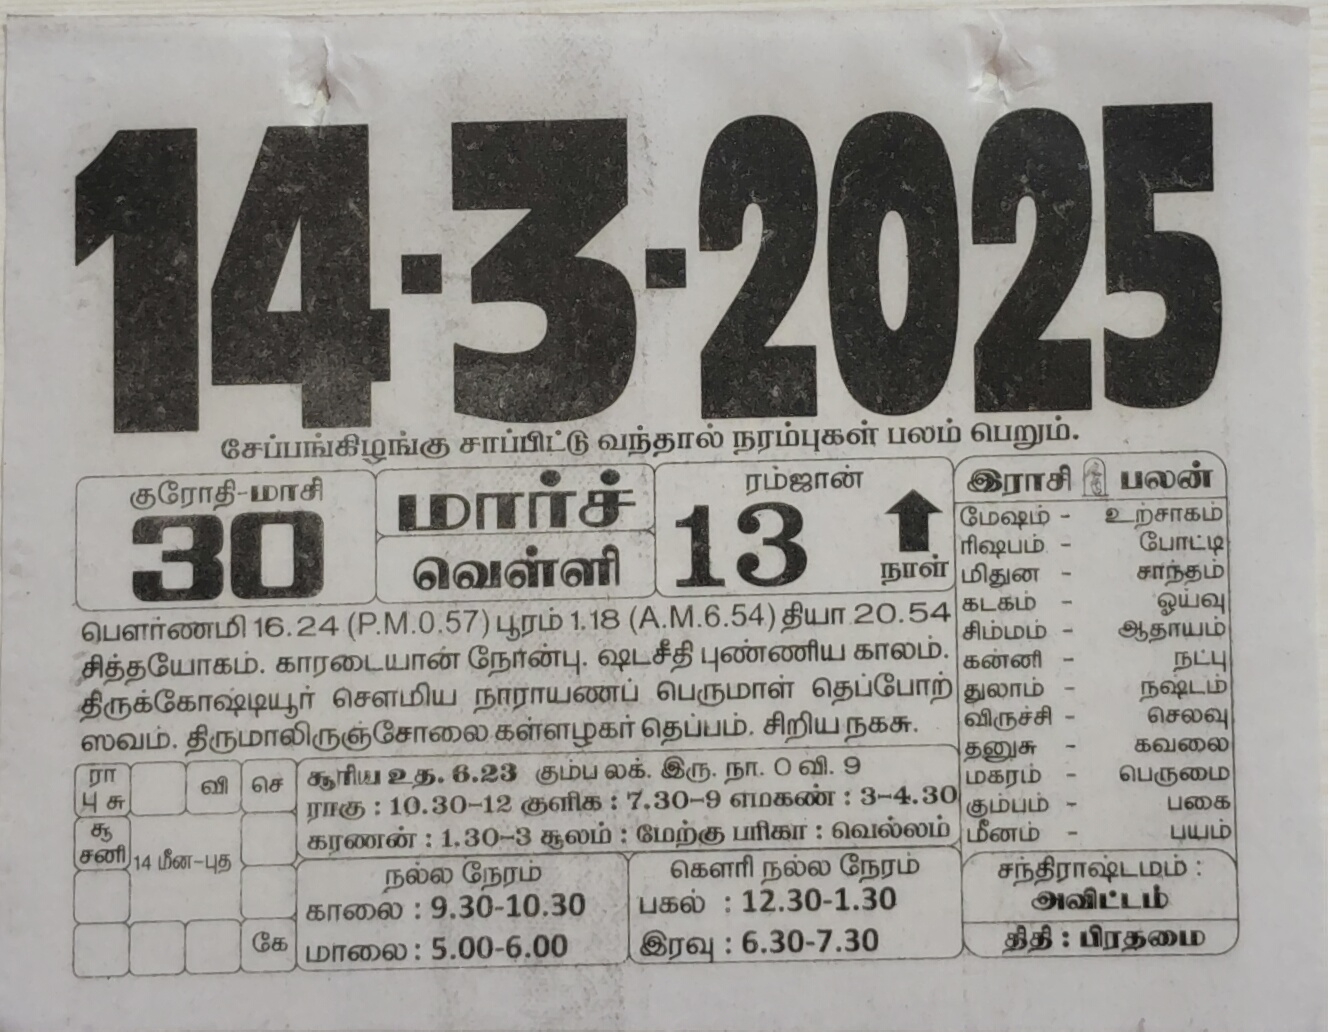 14-3-2025
சேப்பங்கிழங்கு சாப்பிட்டு வந்தால் நரம்புகள் பலம் பெறும்.
குரோதி-மாசி
30
மார்ச்
வெள்ளி
ரம்ஜான்
13
நாள்
பௌர்ணமி 16.24 (P.M.0.57) பூரம் 1.18 (A.M.6.54) தியா 20.54
சித்தயோகம். காரடையான் நோன்பு. ஷடசீதி புண்ணிய காலம்.
திருக்கோஷ்டியூர் சௌமிய நாராயணப் பெருமாள் தெப்போற்
ஸவம். திருமாலிருஞ்சோலை கள்ளழகர் தெப்பம். சிறிய நகசு.
இராசி பலன்
மேஷம் - உற்சாகம்
ரிஷபம் - போட்டி
மிதுன - சாந்தம்
கடகம் - ஓய்வு
சிம்மம் - ஆதாயம்
கன்னி - நட்பு
துலாம் - நஷ்டம்
விருச்சி - செலவு
தனுசு - கவலை
மகரம் - பெருமை
கும்பம் - பகை
மீனம் - பயம்
ரா
பு சு
வி
செ
சூ
சனி
14 மீன-புத
கே
சூரிய உத. 6.23 கும்ப லக். இரு. நா. 0 வி. 9
ராகு : 10.30-12 குளிக : 7.30-9 எமகண் : 3-4.30
கரணன் : 1.30-3 சூலம் : மேற்கு பரிகா : வெல்லம்
நல்ல நேரம்
காலை : 9.30-10.30
மாலை : 5.00-6.00
கௌரி நல்ல நேரம்
பகல் : 12.30-1.30
இரவு : 6.30-7.30
சந்திராஷ்டமம் :
அவிட்டம்
திதி : பிரதமை